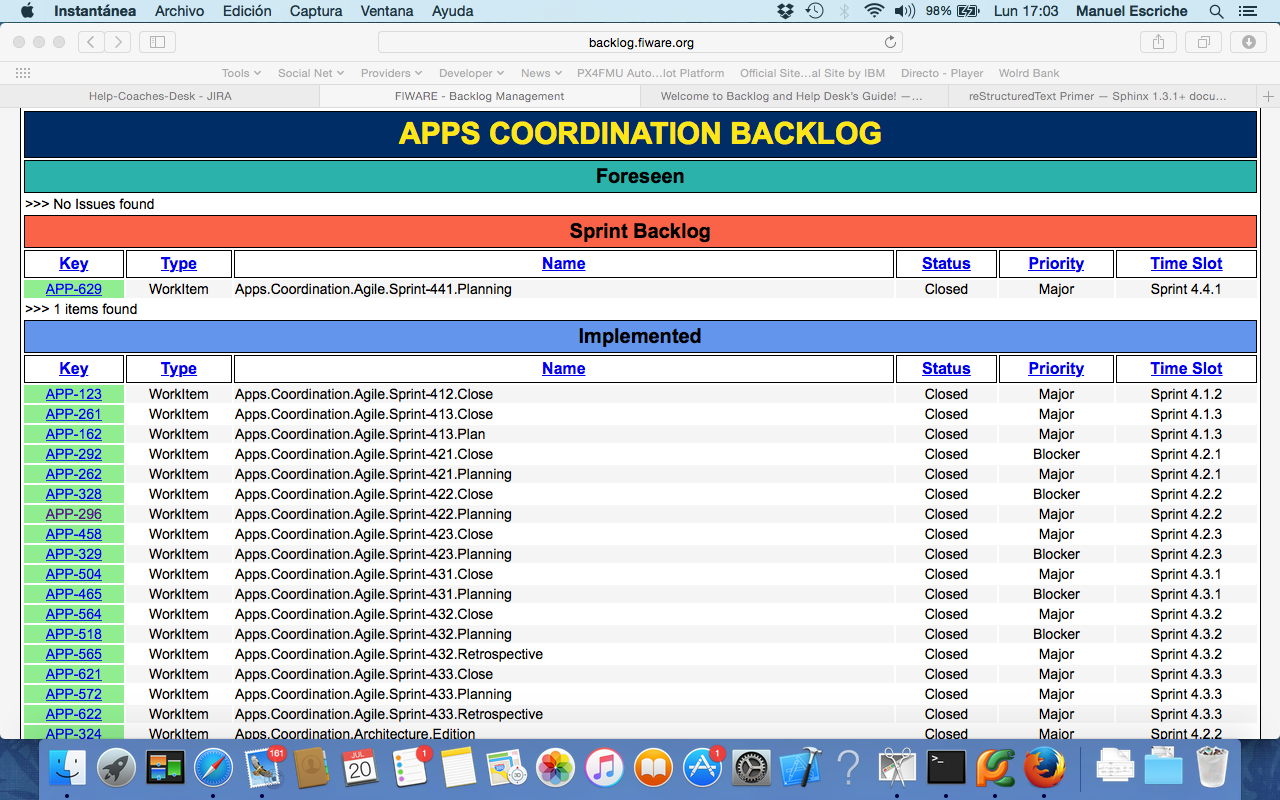 Instantánea Archivo Edición Captura Ventana Ayuda 98% Lun 17:03 Manuel Escriche
backlog.fiware.org
Tools Social Net Providers Developer News PX4FMU Auto...lot Platform Official Site...al Site by IBM Directo - Player Wolrd Bank
Help-Coaches-Desk - JIRA FIWARE - Backlog Management Welcome to Backlog and Help Desk's Guide! —... reStructuredText Primer — Sphinx 1.3.1+ docu...
APPS COORDINATION BACKLOG
Foreseen
>>> No Issues found
Sprint Backlog
Key Type Name Status Priority Time Slot
APP-629 WorkItem Apps.Coordination.Agile.Sprint-441.Planning Closed Major Sprint 4.4.1
>>> 1 items found
Implemented
Key Type Name Status Priority Time Slot
APP-123 WorkItem Apps.Coordination.Agile.Sprint-412.Close Closed Major Sprint 4.1.2
APP-261 WorkItem Apps.Coordination.Agile.Sprint-413.Close Closed Major Sprint 4.1.3
APP-162 WorkItem Apps.Coordination.Agile.Sprint-413.Plan Closed Major Sprint 4.1.3
APP-292 WorkItem Apps.Coordination.Agile.Sprint-421.Close Closed Blocker Sprint 4.2.1
APP-262 WorkItem Apps.Coordination.Agile.Sprint-421.Planning Closed Major Sprint 4.2.1
APP-328 WorkItem Apps.Coordination.Agile.Sprint-422.Close Closed Blocker Sprint 4.2.2
APP-296 WorkItem Apps.Coordination.Agile.Sprint-422.Planning Closed Major Sprint 4.2.2
APP-458 WorkItem Apps.Coordination.Agile.Sprint-423.Close Closed Major Sprint 4.2.3
APP-329 WorkItem Apps.Coordination.Agile.Sprint-423.Planning Closed Blocker Sprint 4.2.3
APP-504 WorkItem Apps.Coordination.Agile.Sprint-431.Close Closed Major Sprint 4.3.1
APP-465 WorkItem Apps.Coordination.Agile.Sprint-431.Planning Closed Blocker Sprint 4.3.1
APP-564 WorkItem Apps.Coordination.Agile.Sprint-432.Close Closed Major Sprint 4.3.2
APP-518 WorkItem Apps.Coordination.Agile.Sprint-432.Planning Closed Blocker Sprint 4.3.2
APP-565 WorkItem Apps.Coordination.Agile.Sprint-432.Retrospective Closed Major Sprint 4.3.2
APP-621 WorkItem Apps.Coordination.Agile.Sprint-433.Close Closed Major Sprint 4.3.3
APP-572 WorkItem Apps.Coordination.Agile.Sprint-433.Planning Closed Major Sprint 4.3.3
APP-622 WorkItem Apps.Coordination.Agile.Sprint-433.Retrospective Closed Major Sprint 4.3.3
APP-324 WorkItem Apps.Coordination.Architecture.Edition Closed Major Sprint 4.2.2
161 JUL 20 1 1